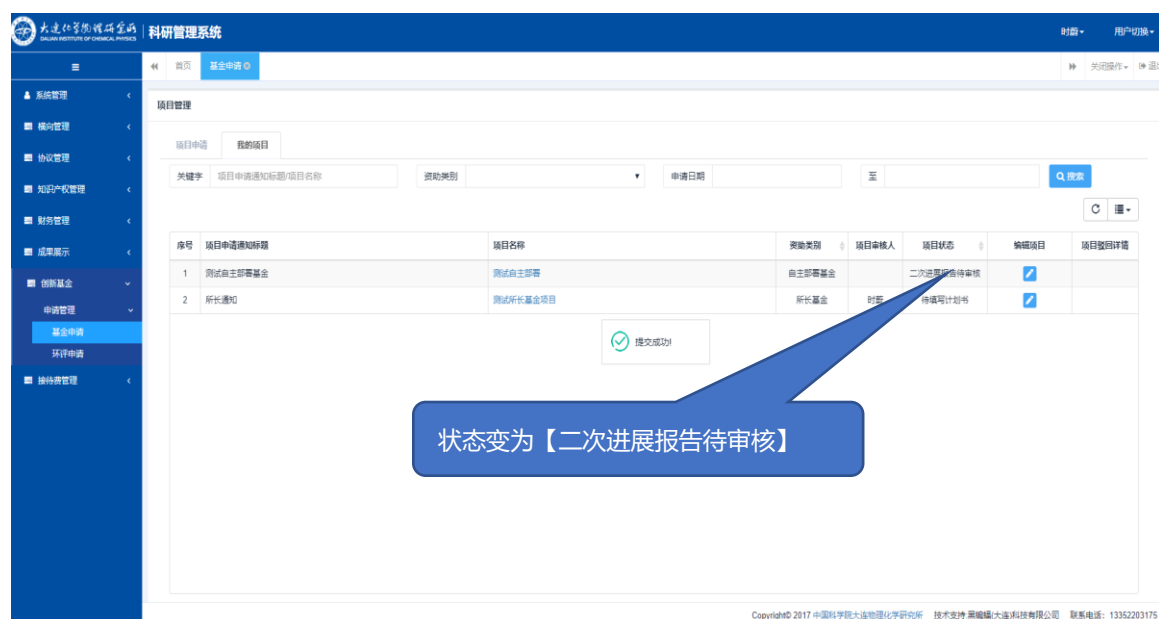 大连化学物理研究所
DALIAN INSTITUTE OF CHEMICAL PHYSICS
科研管理系统
时蔚
用户切换
首页
基金申请
关闭操作
系统管理
横向管理
协议管理
知识产权管理
财务管理
成果展示
创新基金
申请管理
基金申请
环评申请
接待费管理
项目管理
项目申请 我的项目
关键字 项目申请通知标题/项目名称 资助类别 申请日期 至 搜索
序号 项目申请通知标题 项目名称 资助类别 项目审核人 项目状态 编辑项目 项目驳回详情
1 测试自主部署基金 测试自主部署 自主部署基金 二次进展报告待审核
2 所长通知 测试所长基金项目 所长基金 待填写计划书
提交成功!
状态变为【二次进展报告待审核】
Copyright© 2017 中国科学院大连物理化学研究所 技术支持:黑蝙蝠(大连)科技有限公司 联系电话：13352203175